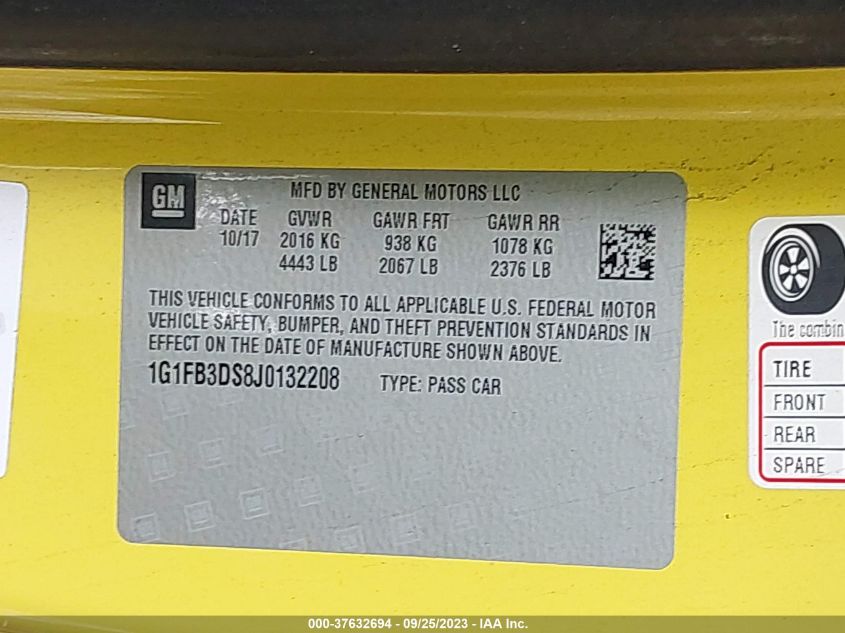 GM
MFD BY GENERAL MOTORS LLC
DATE GVWR GAWR FRT GAWR RR
10/17 2016 KG 938 KG 1078 KG
4443 LB 2067 LB 2376 LB
THIS VEHICLE CONFORMS TO ALL APPLICABLE U.S. FEDERAL MOTOR
VEHICLE SAFETY, BUMPER, AND THEFT PREVENTION STANDARDS IN
EFFECT ON THE DATE OF MANUFACTURE SHOWN ABOVE.
1G1FB3DS8J0132208 TYPE: PASS CAR
The combin
TIRE
FRONT
REAR
SPARE
000-37632694 - 09/25/2023 - IAA Inc.